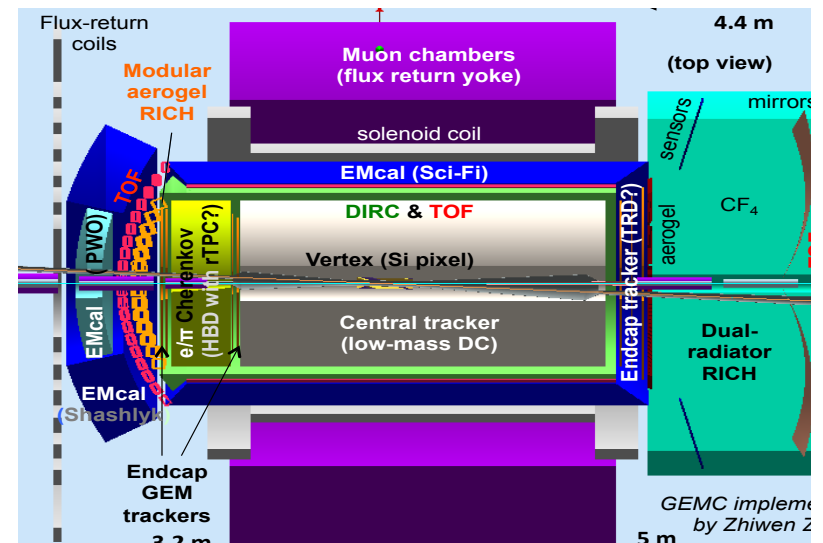 Flux-return
coils
4.4 m
(top view)
Modular
aerogel
RICH
Muon chambers
(flux return yoke)
solenoid coil
sensors
mirrors
EMcal (Sci-Fi)
TOF
DIRC & TOF
CF4
aerogel
EMcal (PWO)
e/π Cherenkov
(HBD with rTPC?)
Vertex (Si pixel)
Central tracker
(low-mass DC)
Endcap tracker (TRD?)
Dual-
radiator
RICH
EMcal
(Shashlyk)
Endcap
GEM
trackers
3.2 m
5 m
GEMC
by Zhiwen